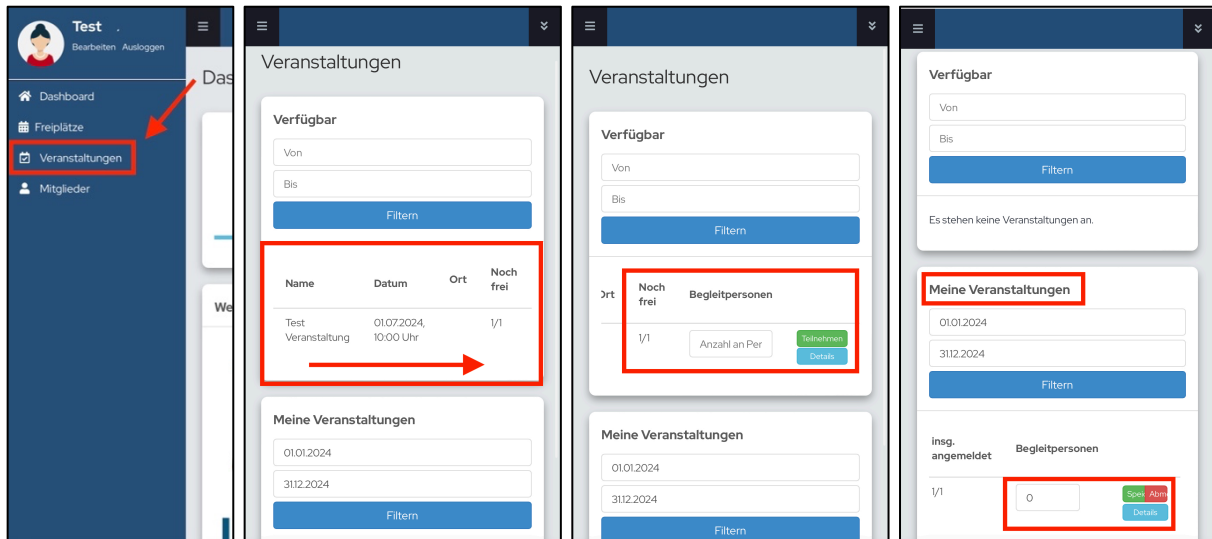 Test .
Bearbeiten Ausloggen
Das
Dashboard
Freiplätze
Veranstaltungen
Mitglieder
We
Veranstaltungen
Verfügbar
Von
Bis
Filtern
Name Datum Ort Noch frei
Test Veranstaltung 01.07.2024, 10:00 Uhr 1/1
Meine Veranstaltungen
01.01.2024
31.12.2024
Filtern
Veranstaltungen
Verfügbar
Von
Bis
Filtern
Ort Noch frei Begleitpersonen
1/1 Anzahl an Per Teilnehmen
Details
Meine Veranstaltungen
01.01.2024
31.12.2024
Filtern
Verfügbar
Von
Bis
Filtern
Es stehen keine Veranstaltungen an.
Meine Veranstaltungen
01.01.2024
31.12.2024
Filtern
insg. angemeldet Begleitpersonen
1/1 0 Spei Abm
Details